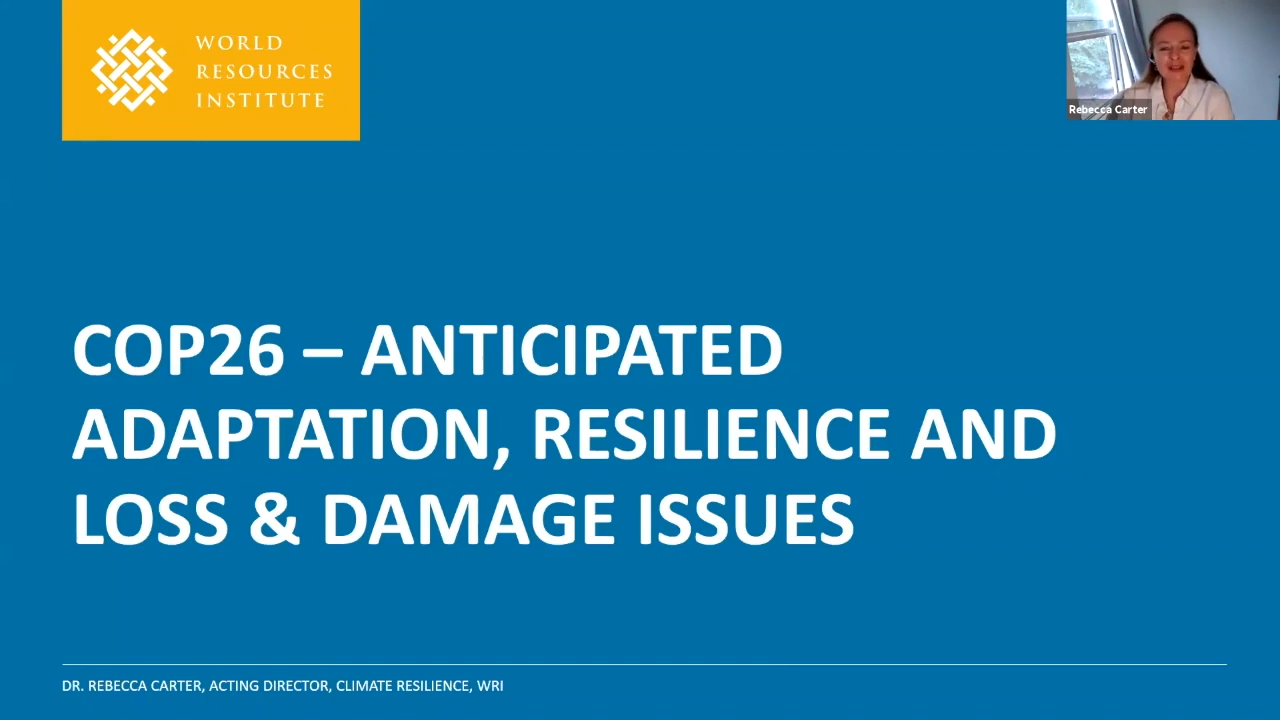 WORLD
RESOURCES
INSTITUTE
Rebecca Carter
COP26 – ANTICIPATED
ADAPTATION, RESILIENCE AND
LOSS & DAMAGE ISSUES
DR. REBECCA CARTER, ACTING DIRECTOR, CLIMATE RESILIENCE, WRI